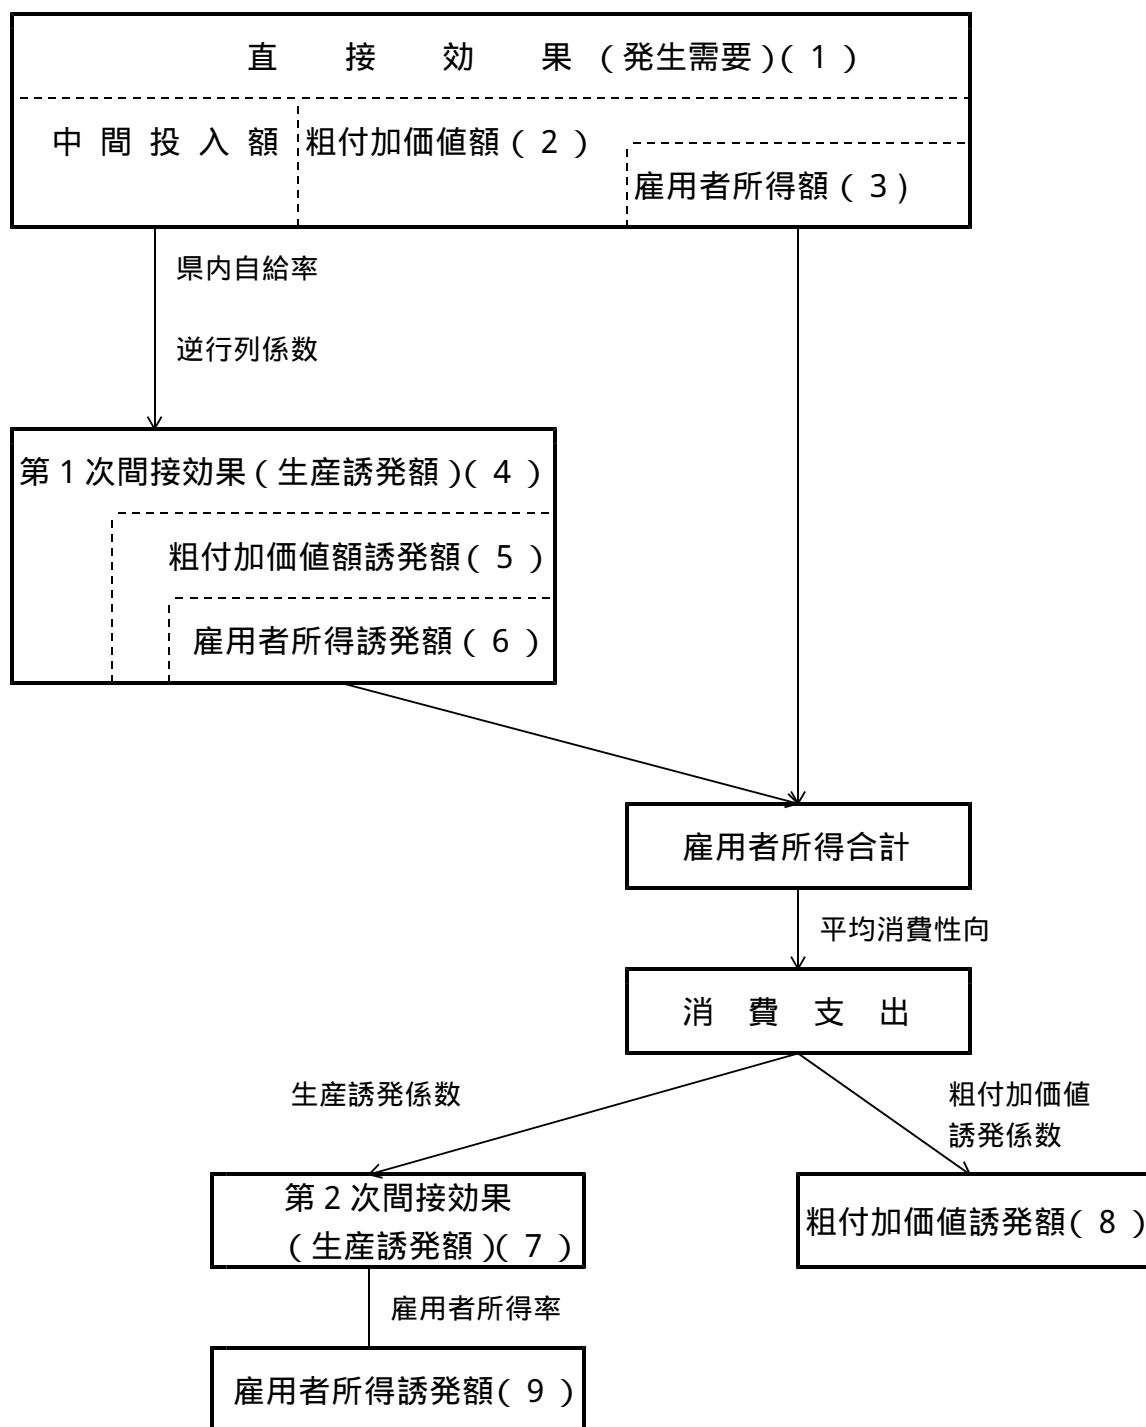 直　接　効　果（発生需要）（１）
中間投入額
粗付加価値額（２）
雇用者所得額（３）
県内自給率
逆行列係数
第１次間接効果（生産誘発額）（４）
粗付加価値額誘発額（５）
雇用者所得誘発額（６）
雇用者所得合計
平均消費性向
消　費　支　出
生産誘発係数
粗付加価値
誘発係数
第２次間接効果
（生産誘発額）（７）
粗付加価値誘発額（８）
雇用者所得率
雇用者所得誘発額（９）